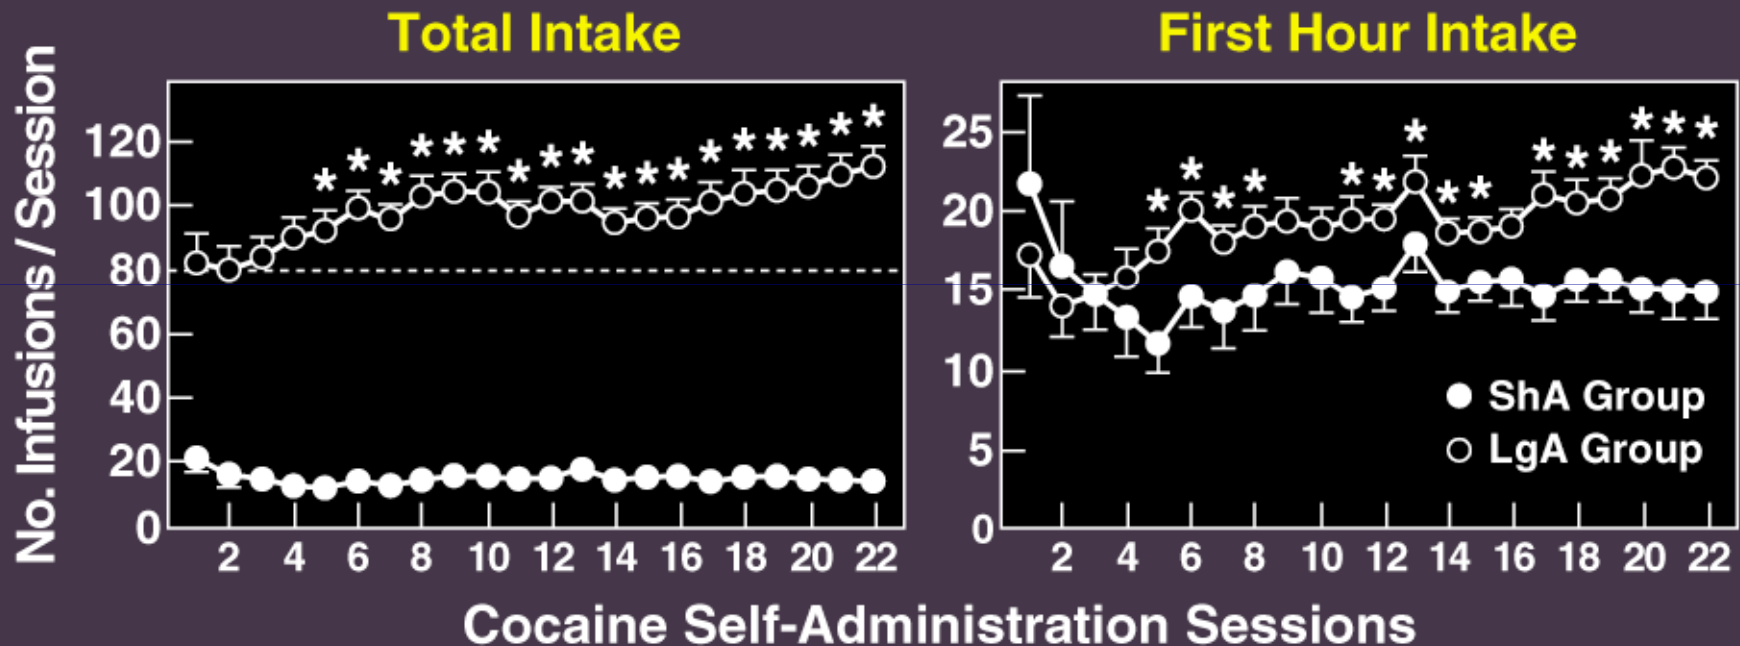 Total Intake
First Hour Intake
No. Infusions / Session
120
100
80
60
40
20
0
2 4 6 8 10 12 14 16 18 20 22
* * * * * * * * * * * * * * * * * *
25
20
15
10
5
0
2 4 6 8 10 12 14 16 18 20 22
* * * * * * * * * * * * * * *
ShA Group
LgA Group
Cocaine Self-Administration Sessions